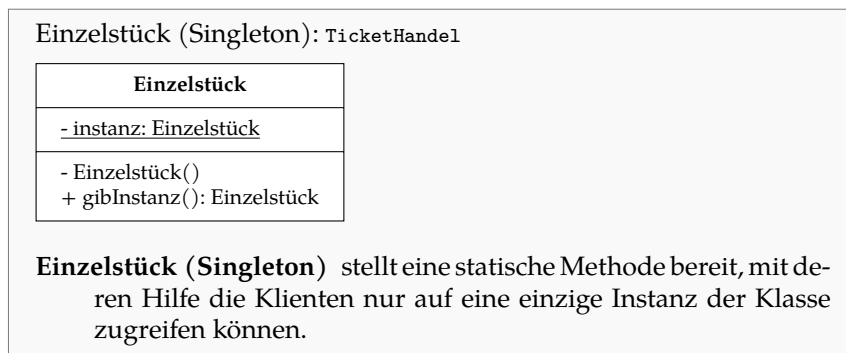 Einzelstück (Singleton): TicketHandel
Einzelstück
- instanz: Einzelstück
- Einzelstück()
+ gibInstanz(): Einzelstück
Einzelstück (Singleton) stellt eine statische Methode bereit, mit de-
ren Hilfe die Klienten nur auf eine einzige Instanz der Klasse
zugreifen können.